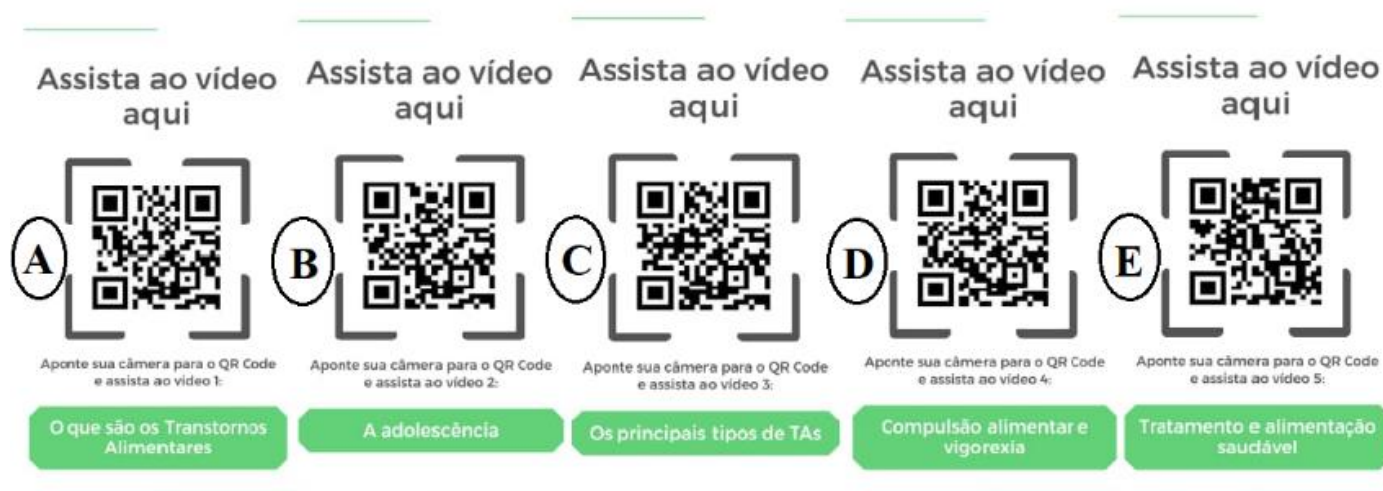 Assista ao vídeo
aqui
A
Aponte sua câmera para o QR Code
e assista ao vídeo 1:
O que são os Transtornos
Alimentares
Assista ao vídeo
aqui
B
Aponte sua câmera para o QR Code
e assista ao vídeo 2:
A adolescência
Assista ao vídeo
aqui
C
Aponte sua câmera para o QR Code
e assista ao vídeo 3:
Os principais tipos de TAs
Assista ao vídeo
aqui
D
Aponte sua câmera para o QR Code
e assista ao vídeo 4:
Compulsão alimentar e
vigorexia
Assista ao vídeo
aqui
E
Aponte sua câmera para o QR Code
e assista ao vídeo 5:
Tratamento e alimentação
saudável